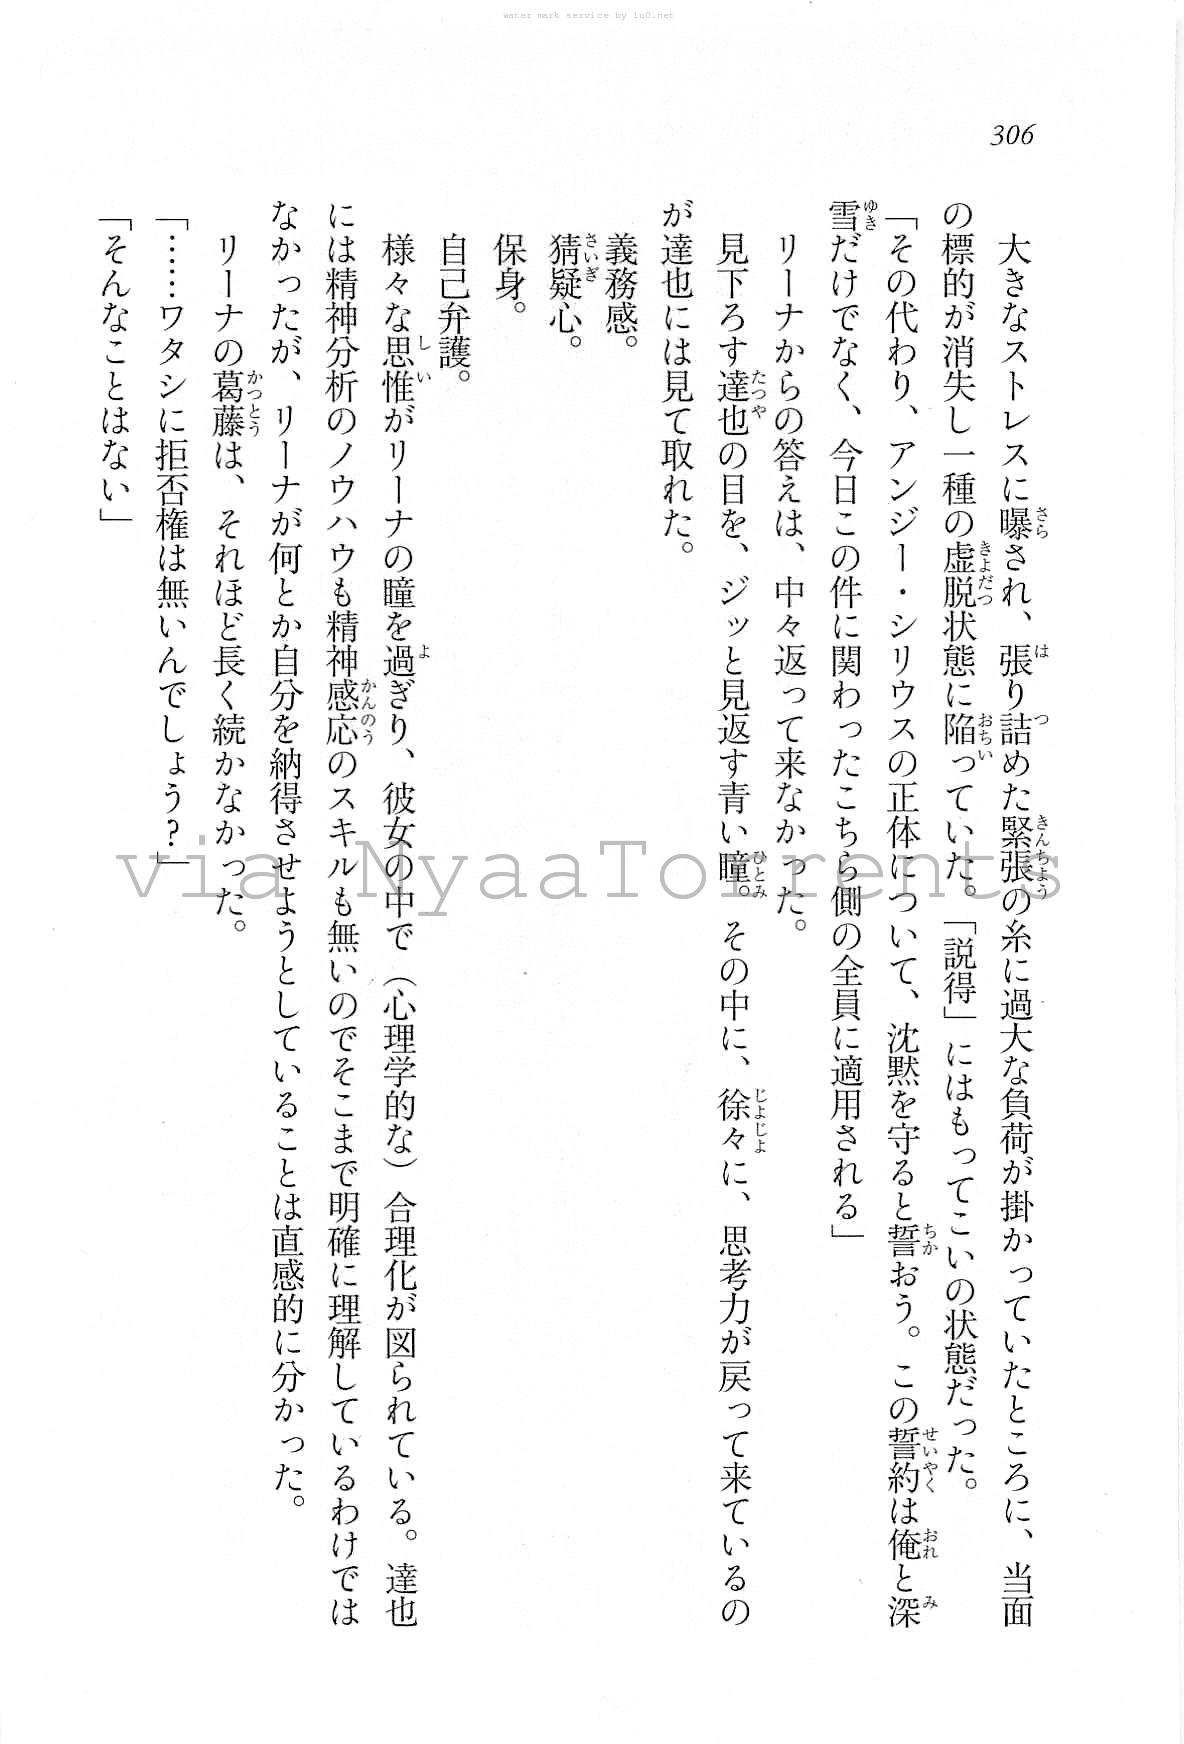 water mark service by lu0.net
306
大きなストレスに曝され、張り詰めた緊張の糸に過大な負荷が掛かっていたところに、当面
の標的が消失し一種の虚脱状態に陥っていた。「説得」にはもってこいの状態だった。
「その代わり、アンジー・シリウスの正体について、沈黙を守ると誓おう。この誓約は俺と深
雪だけでなく、今日この件に関わったこちら側の全員に適用される」
リーナからの答えは、中々返って来なかった。
見下ろす達也の目を、ジッと見返す青い瞳。その中に、徐々に、思考力が戻って来ているの
が達也には見て取れた。
義務感。
猜疑心。
保身。
自己弁護。
様々な思惟がリーナの瞳を過ぎり、彼女の中で（心理学的な）合理化が図られている。達也
には精神分析のノウハウも精神感応のスキルも無いのでそこまで明確に理解しているわけでは
なかったが、リーナが何とか自分を納得させようとしていることは直感的に分かった。
リーナの葛藤は、それほど長く続かなかった。
「……ワタシに拒否権は無いんでしょう？」
「そんなことはない」
via NyaaTorrents